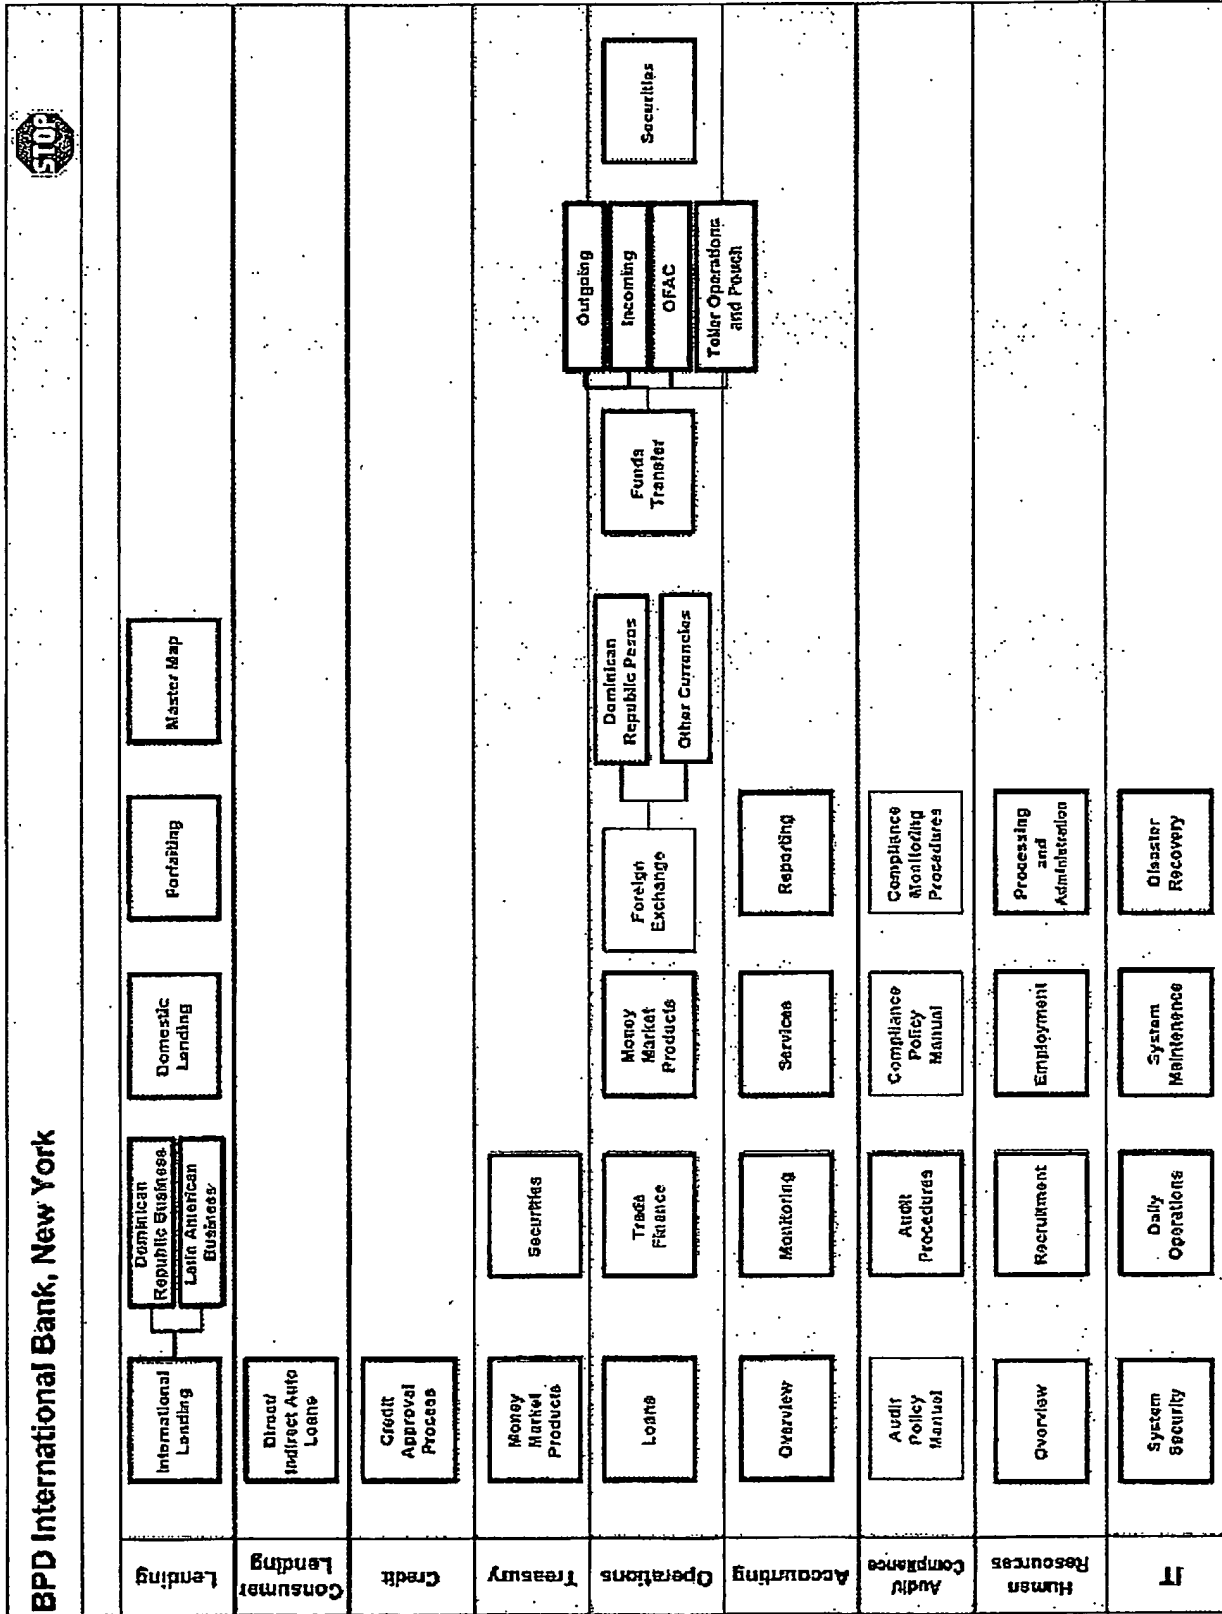 BPD International Bank, New York
STOP
Lending
International
Lending
Dominican
Republic Business
Latin American
Business
Domestic
Lending
Forfaiting
Master Map
Consumer
Lending
Direct/
Indirect Auto
Loans
Credit
Credit
Approval
Process
Treasury
Money
Market
Products
Securities
Operations
Loans
Trade
Finance
Money
Market
Products
Foreign
Exchange
Dominican
Republic Pesos
Other Currencies
Funds
Transfer
Outgoing
Incoming
OFAC
Teller Operations
and Pouch
Securities
Accounting
Overview
Monitoring
Services
Reporting
Audit/
Compliance
Audit
Policy
Manual
Audit
Procedures
Compliance
Policy
Manual
Compliance
Monitoring
Procedures
Human
Resources
Overview
Recruitment
Employment
Processing
and
Administration
IT
System
Security
Daily
Operations
System
Maintenence
Disaster
Recovery